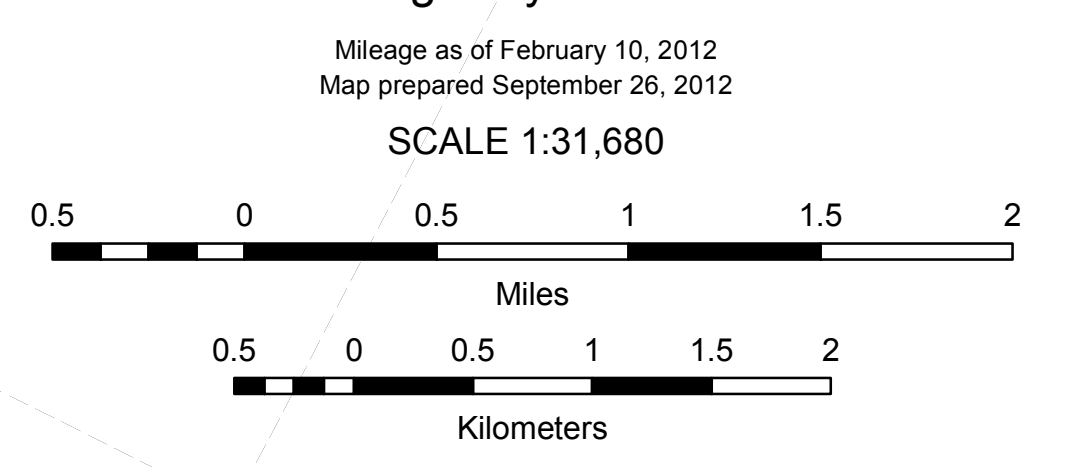 Mileage as of February 10, 2012
Map prepared September 26, 2012
SCALE 1:31,680
0.5 0 0.5 1 1.5 2
Miles
0.5 0 0.5 1 1.5 2
Kilometers